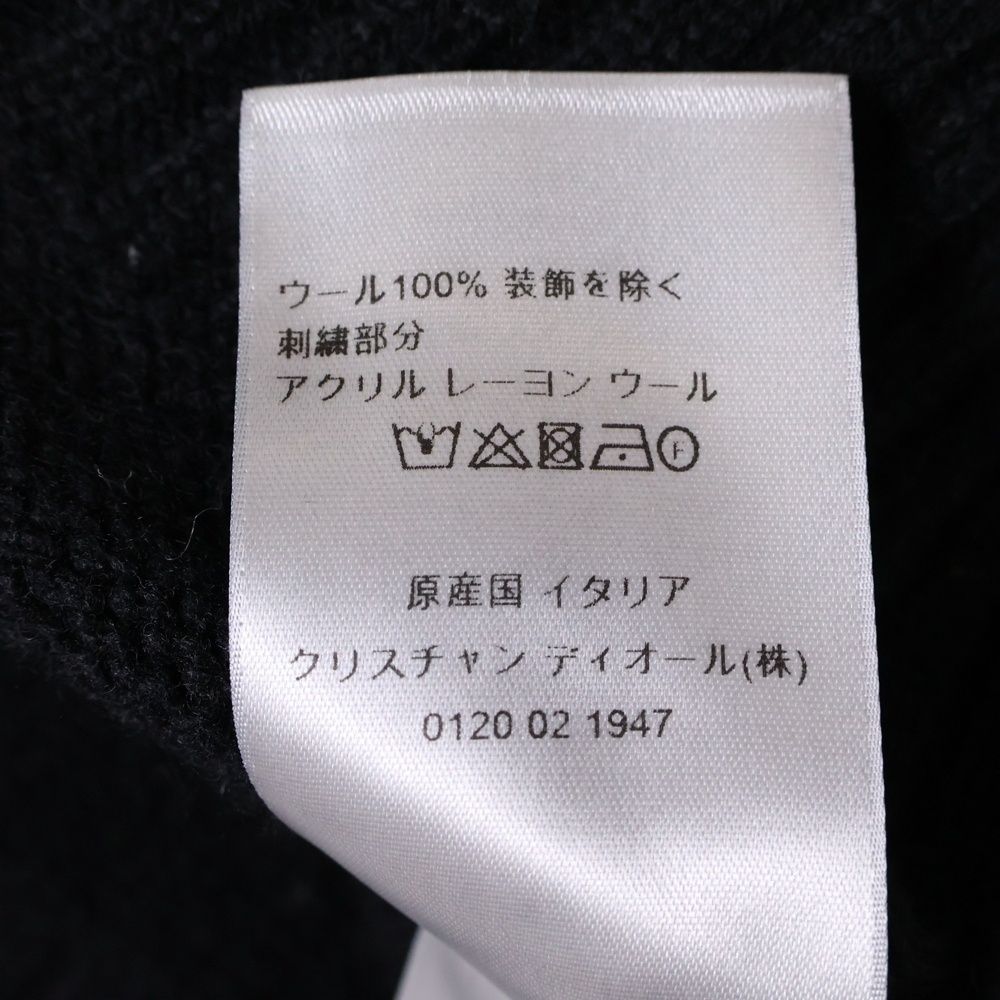 ウール100% 装飾を除く
刺繍部分
アクリル レーヨン ウール
F
原産国 イタリア
クリスチャン ディオール(株)
0120 02 1947